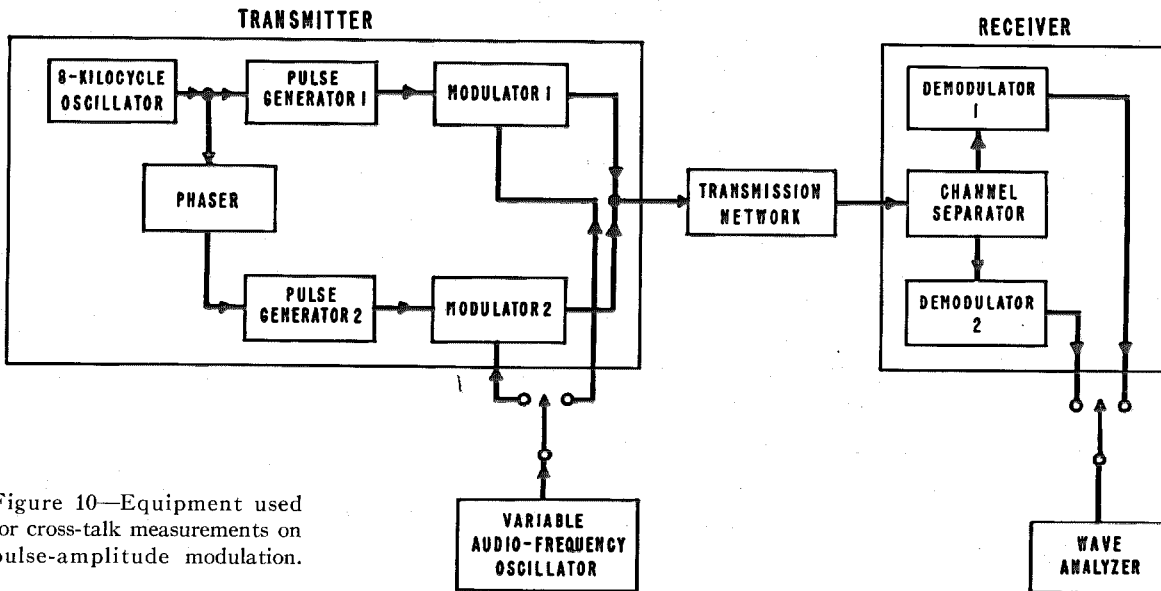 TRANSMITTER
RECEIVER
8-KILOCYCLE
OSCILLATOR
PULSE
GENERATOR 1
MODULATOR 1
DEMODULATOR
1
PHASER
TRANSMISSION
NETWORK
CHANNEL
SEPARATOR
PULSE
GENERATOR 2
MODULATOR 2
DEMODULATOR
2
igure 10—Equipment used
or cross-talk measurements on
ulse-amplitude modulation.
VARIABLE
AUDIO-FREQUENCY
OSCILLATOR
WAVE
ANALYZER